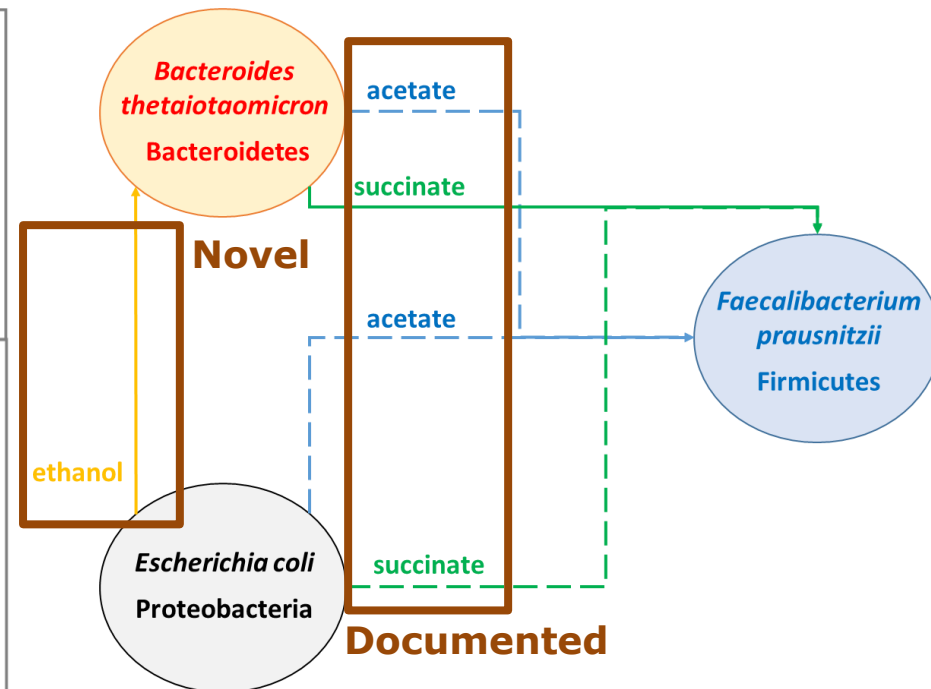 Bacteroides
thetaiotaomicron
Bacteroidetes
acetate
succinate
Novel
acetate
Faecalibacterium
prausnitzii
Firmicutes
ethanol
Escherichia coli
Proteobacteria
succinate
Documented